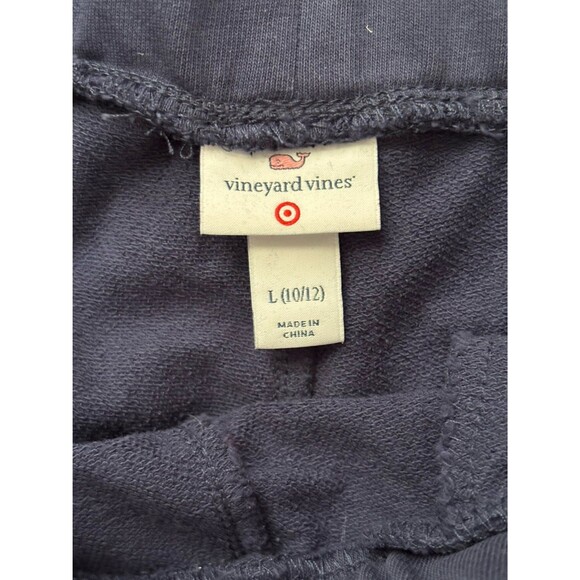 vineyard vines®
L (10/12)
MADE IN
CHINA